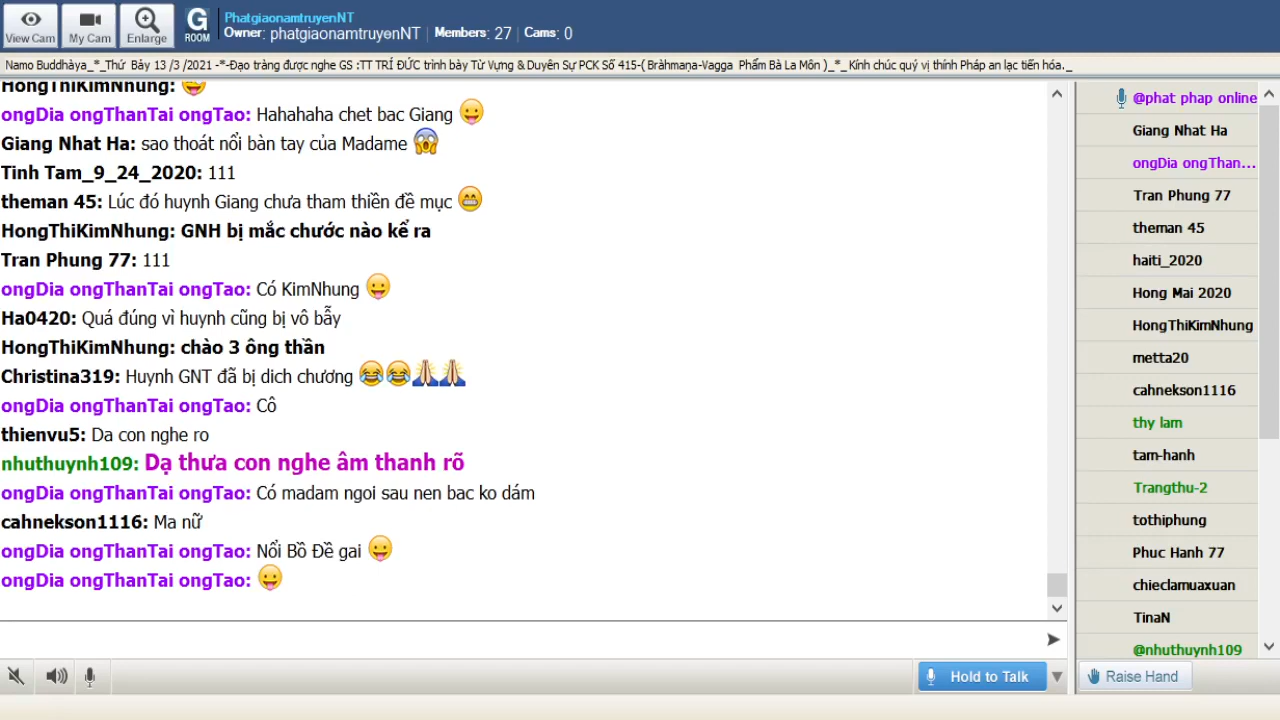 View Cam
My Cam
Enlarge
G
ROOM
PhatgiaonamtruyenNT
Owner: phatgiaonamtruyenNT | Members: 27 | Cams: 0
Namo Buddhàya_*_Thứ Bảy 13 /3 /2021 -*-Đạo tràng được nghe GS :TT TRÍ ĐỨC trình bày Từ Vựng & Duyên Sự PCK Số 415-( Bràhmaṇa-Vagga Phẩm Bà La Môn )_*_ Kính chúc quý vị thính Pháp an lạc tiến hóa._
HongThiKimNhung:
ongDia ongThanTai ongTao: Hahahaha chet bac Giang
Giang Nhat Ha: sao thoát nổi bàn tay của Madame
Tinh Tam_9_24_2020: 111
theman 45: Lúc đó huynh Giang chưa tham thiền đề mục
HongThiKimNhung: GNH bị mắc chước nào kể ra
Tran Phung 77: 111
ongDia ongThanTai ongTao: Có KimNhung
Ha0420: Quá đúng vì huynh cũng bị vô bẫy
HongThiKimNhung: chào 3 ông thần
Christina319: Huynh GNT đã bị dich chương
ongDia ongThanTai ongTao: Cô
thienvu5: Da con nghe ro
nhuthuynh109: Dạ thưa con nghe âm thanh rõ
ongDia ongThanTai ongTao: Có madam ngoi sau nen bac ko dám
cahnekson1116: Ma nữ
ongDia ongThanTai ongTao: Nổi Bồ Đề gai
ongDia ongThanTai ongTao:
@phat phap online
Giang Nhat Ha
ongDia ongThan...
Tran Phung 77
theman 45
haiti_2020
Hong Mai 2020
HongThiKimNhung
metta20
cahnekson1116
thy lam
tam-hanh
Trangthu-2
tothiphung
Phuc Hanh 77
chieclamuaxuan
TinaN
@nhuthuynh109
Hold to Talk
Raise Hand